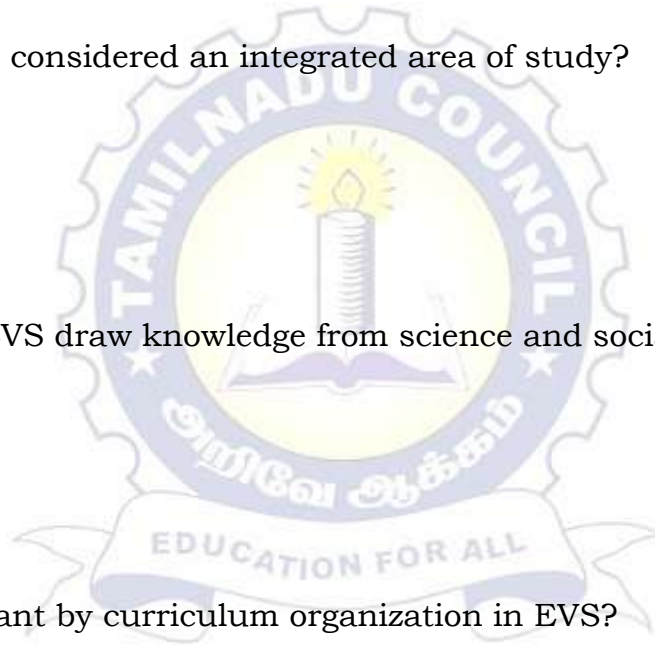 considered an integrated area of study?
TAMILNADU COUNCIL
VS draw knowledge from science and socia
அறிவே ஆக்கம்
EDUCATION FOR ALL
ant by curriculum organization in EVS?